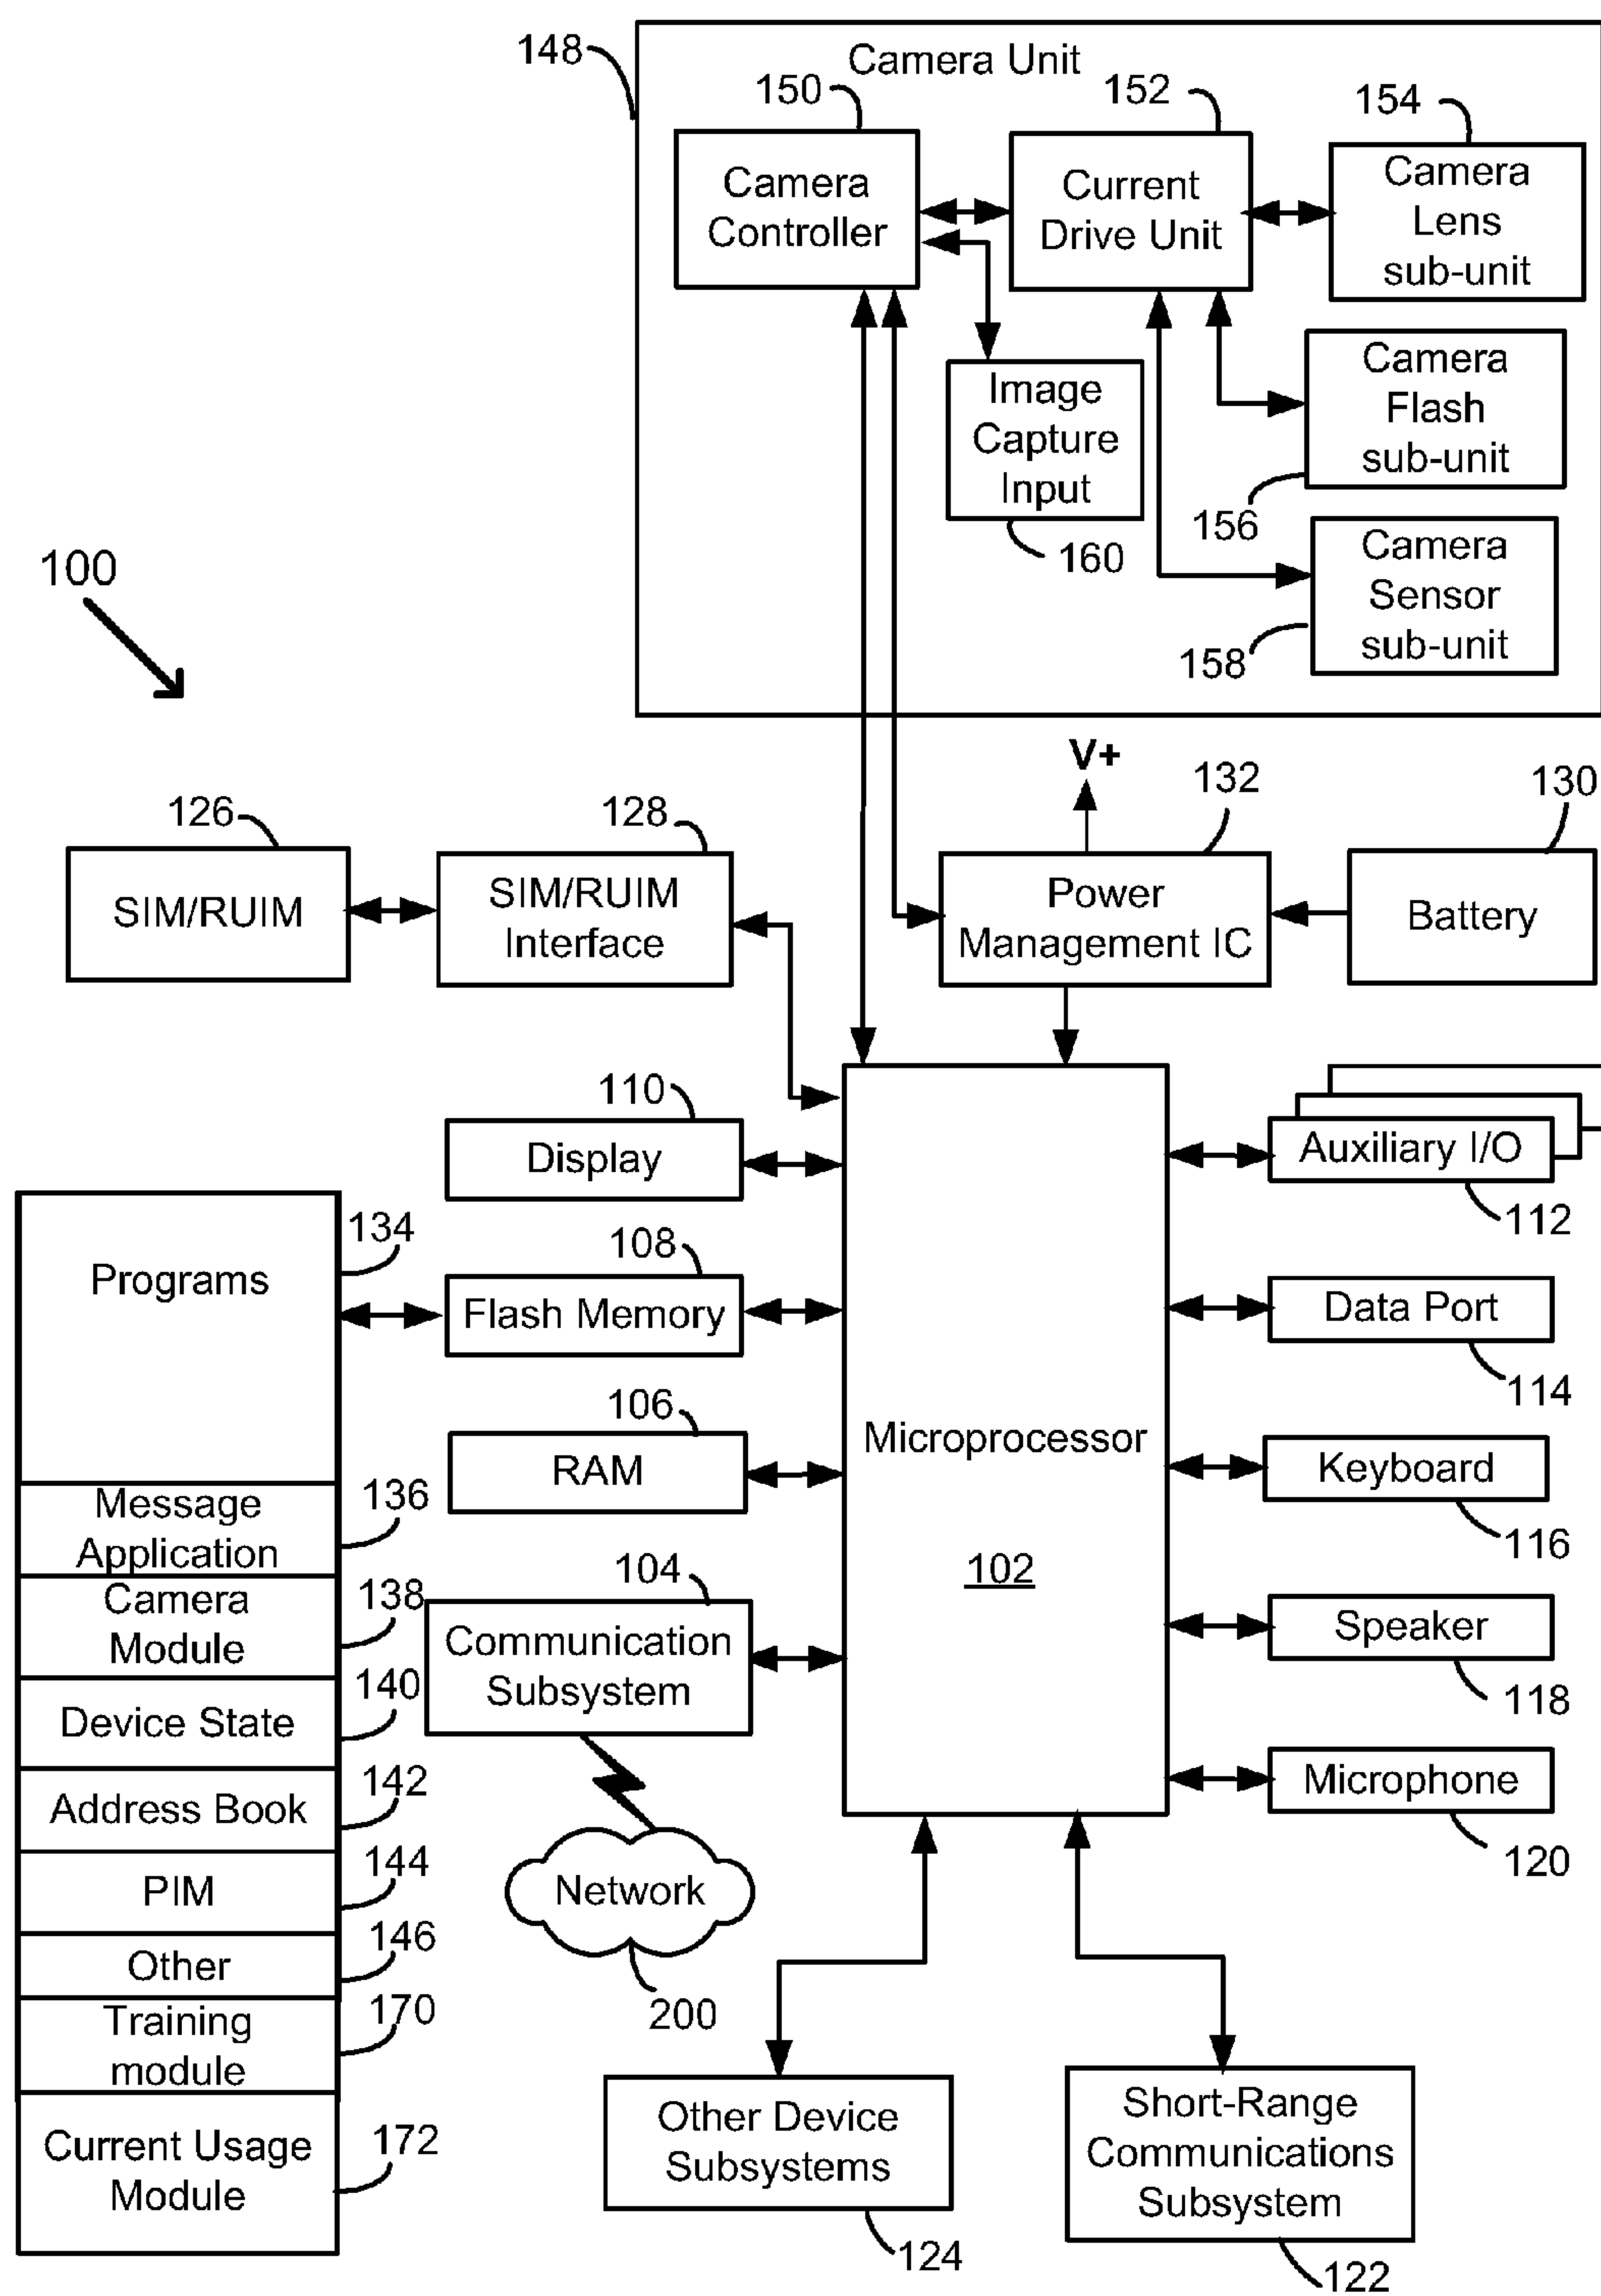 148
Camera Unit
150
152
154
Camera
Controller
Current
Drive Unit
Camera
Lens
sub-unit
Image
Capture
Input
160
Camera
Flash
sub-unit
156
Camera
Sensor
sub-unit
158
100
V+
126
128
132
130
SIM/RUIM
SIM/RUIM
Interface
Power
Management IC
Battery
110
Display
Auxiliary I/O
112
134
Programs
108
Flash Memory
Data Port
114
106
RAM
Microprocessor
102
Keyboard
116
Message
Application
136
Camera
Module
138
104
Communication
Subsystem
Speaker
118
Device State
140
Address Book
142
Microphone
120
PIM
144
Network
200
Other
146
Training
module
170
Current Usage
Module
172
Other Device
Subsystems
124
Short-Range
Communications
Subsystem
122